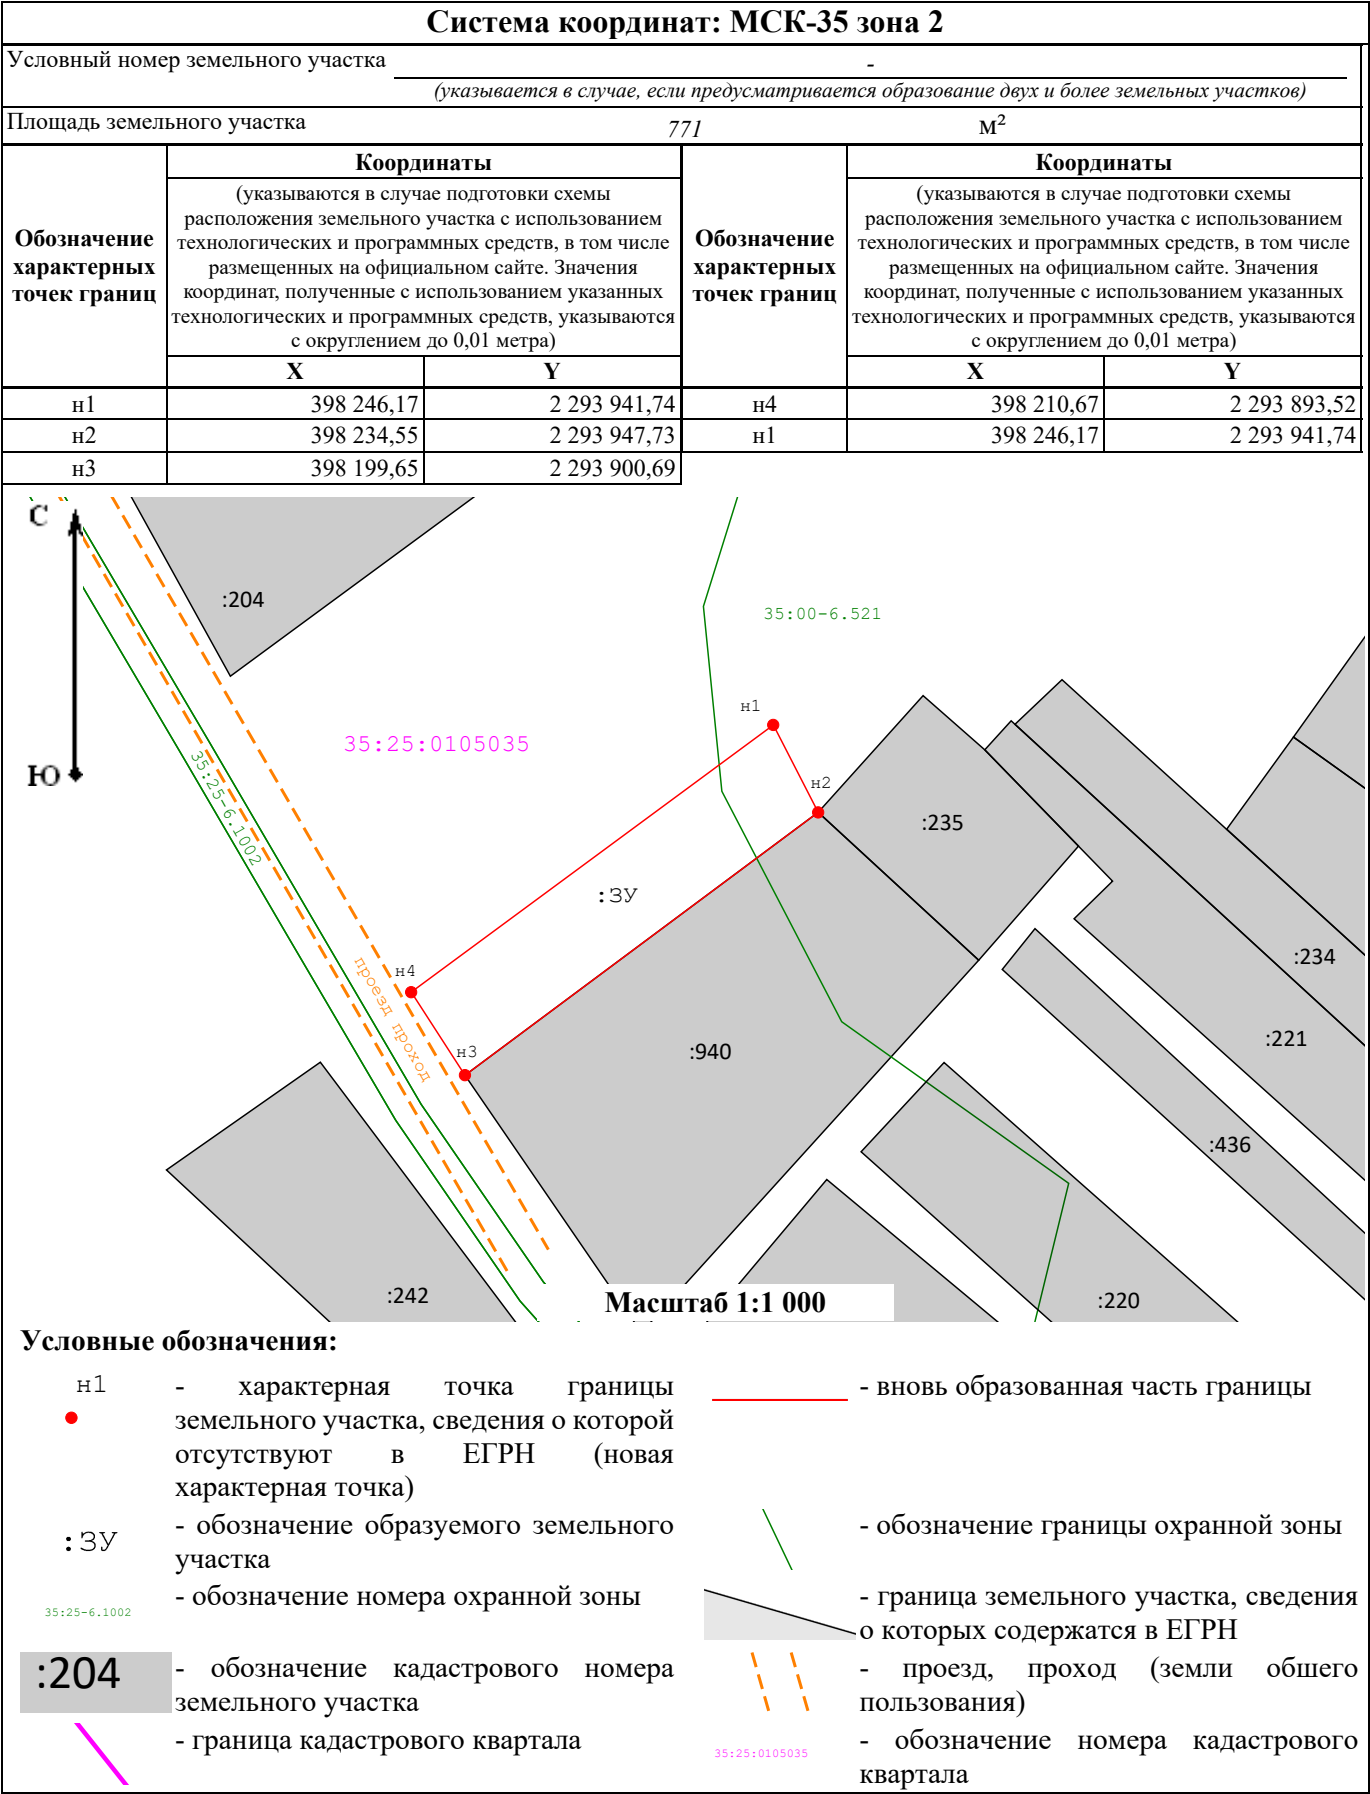 Система координат: МСК-35 зона 2
Условный номер земельного участка -
(указывается в случае, если предусматривается образование двух и более земельных участков)
Площадь земельного участка 771 м²
Обозначение
характерных
точек границ
Координаты
(указываются в случае подготовки схемы
расположения земельного участка с использованием
технологических и программных средств, в том числе
размещенных на официальном сайте. Значения
координат, полученные с использованием указанных
технологических и программных средств, указываются
с округлением до 0,01 метра)
X Y
Обозначение
характерных
точек границ
Координаты
(указываются в случае подготовки схемы
расположения земельного участка с использованием
технологических и программных средств, в том числе
размещенных на официальном сайте. Значения
координат, полученные с использованием указанных
технологических и программных средств, указываются
с округлением до 0,01 метра)
X Y
н1 398 246,17 2 293 941,74 н4 398 210,67 2 293 893,52
н2 398 234,55 2 293 947,73 н1 398 246,17 2 293 941,74
н3 398 199,65 2 293 900,69
С
:204
35:00-6.521
н1
35:25:0105035
Ю
35:25-6.1002
н2
:235
:ЗУ
:234
н4
проезд проход
:221
н3
:940
:436
:242
Масштаб 1:1 000
:220
Условные обозначения:
н1
- характерная точка границы
земельного участка, сведения о которой
отсутствуют в ЕГРН (новая
характерная точка)
- вновь образованная часть границы
:ЗУ
- обозначение образуемого земельного
участка
- обозначение границы охранной зоны
35:25-6.1002
- обозначение номера охранной зоны
- граница земельного участка, сведения
о которых содержатся в ЕГРН
:204
- обозначение кадастрового номера
земельного участка
- проезд, проход (земли обшего
пользования)
- граница кадастрового квартала
35:25:0105035
- обозначение номера кадастрового
квартала